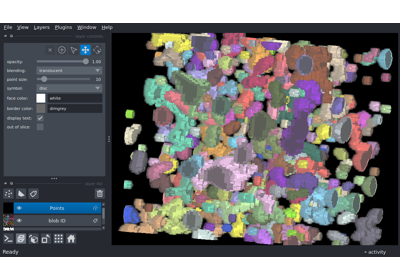 File View Layers Plugins Window Help
opacity: 1.00
blending: translucent
point size: 10
symbol: disc
face color: white
border color: dimgrey
display text: ✓
out of slice:
Points
blob ID
Ready
activity